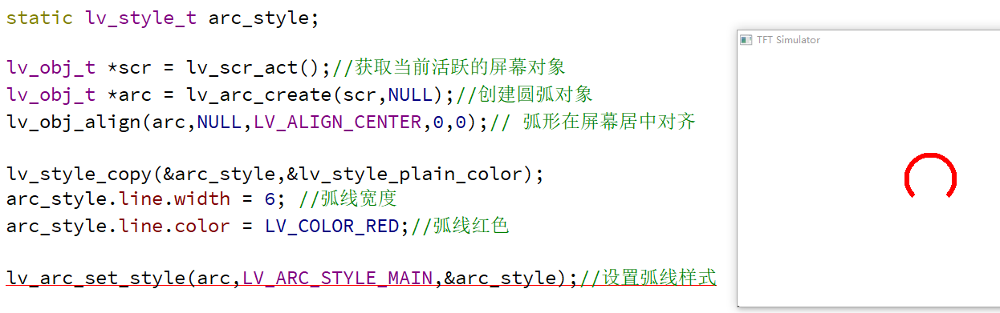 static lv_style_t arc_style;
TFT Simulator
lv_obj_t *scr = lv_scr_act();//获取当前活跃的屏幕对象
lv_obj_t *arc = lv_arc_create(scr,NULL);//创建圆弧对象
lv_obj_align(arc,NULL,LV_ALIGN_CENTER,0,0);// 弧形在屏幕居中对齐
lv_style_copy(&arc_style,&lv_style_plain_color);
arc_style.line.width = 6; //弧线宽度
arc_style.line.color = LV_COLOR_RED;//弧线红色
lv_arc_set_style(arc,LV_ARC_STYLE_MAIN,&arc_style);//设置弧线样式